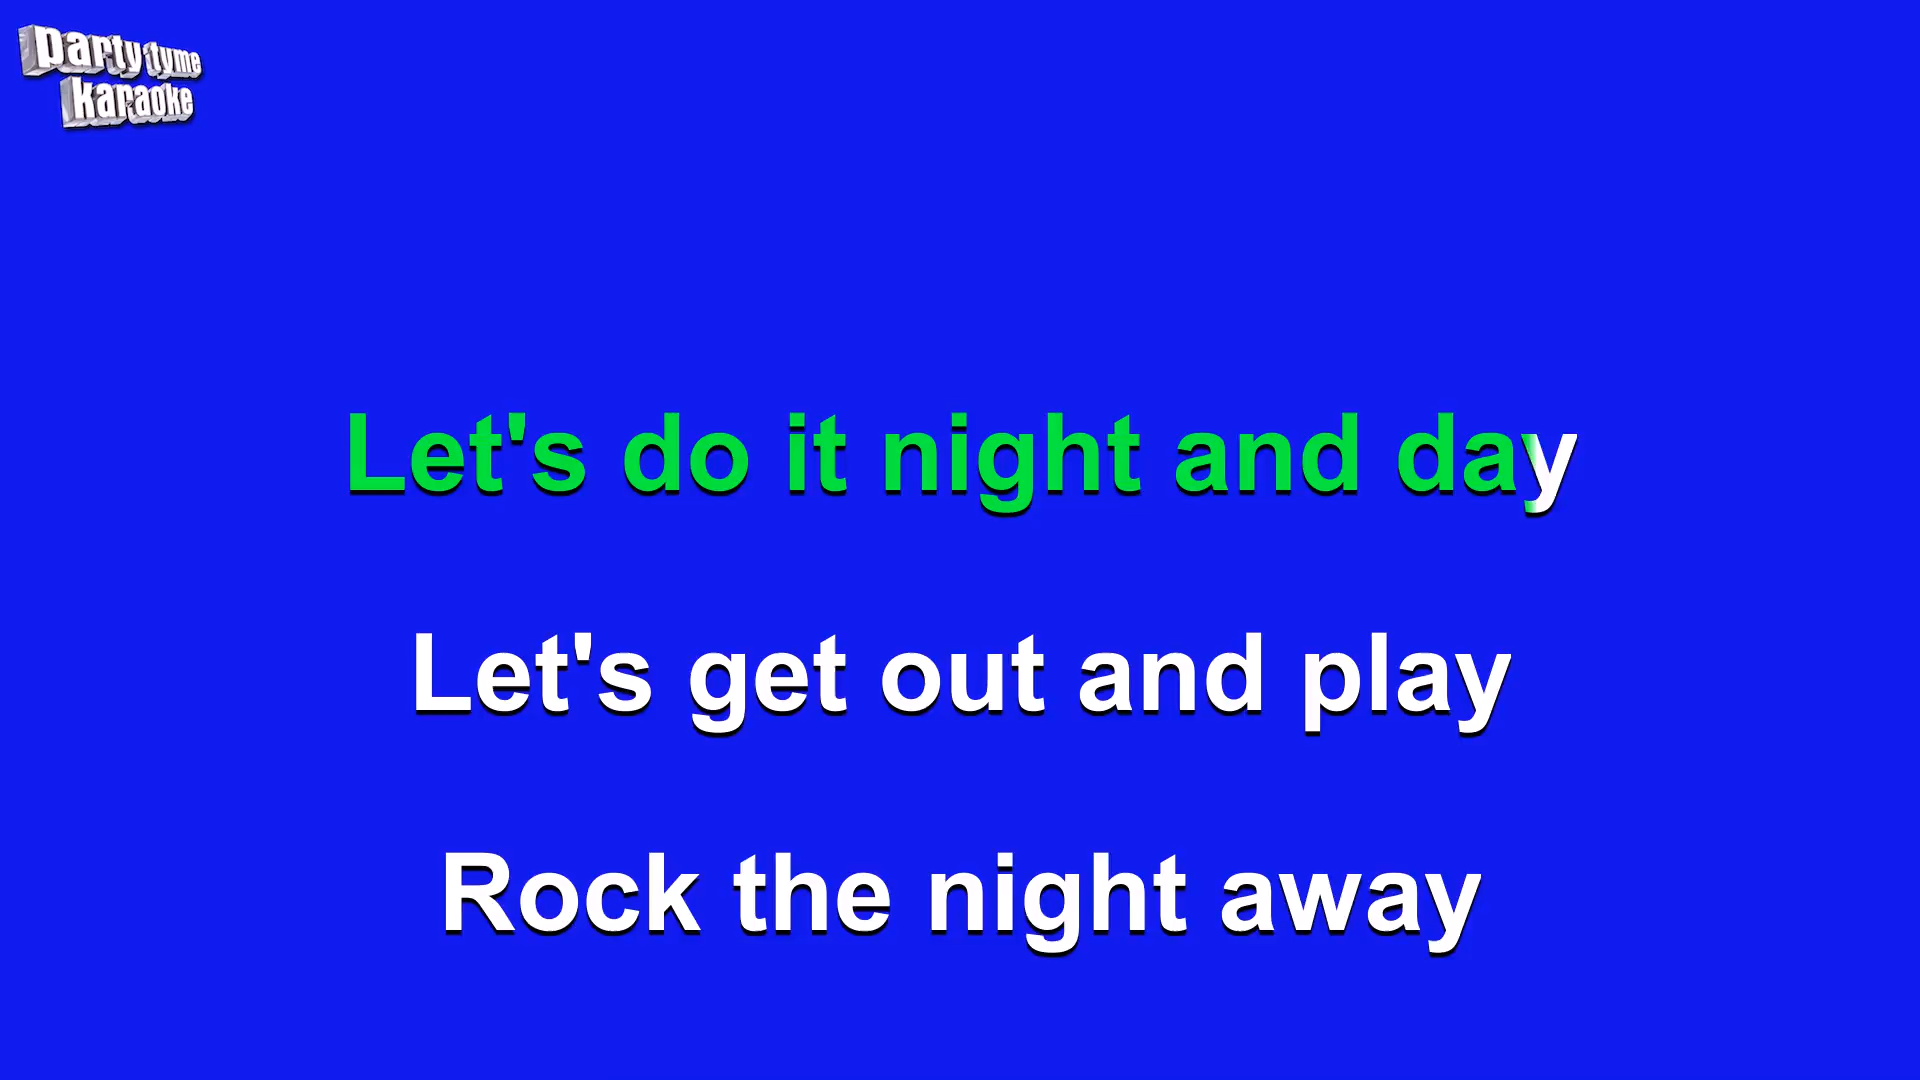 party tyme
karaoke
Let's do it night and day
Let's get out and play
Rock the night away